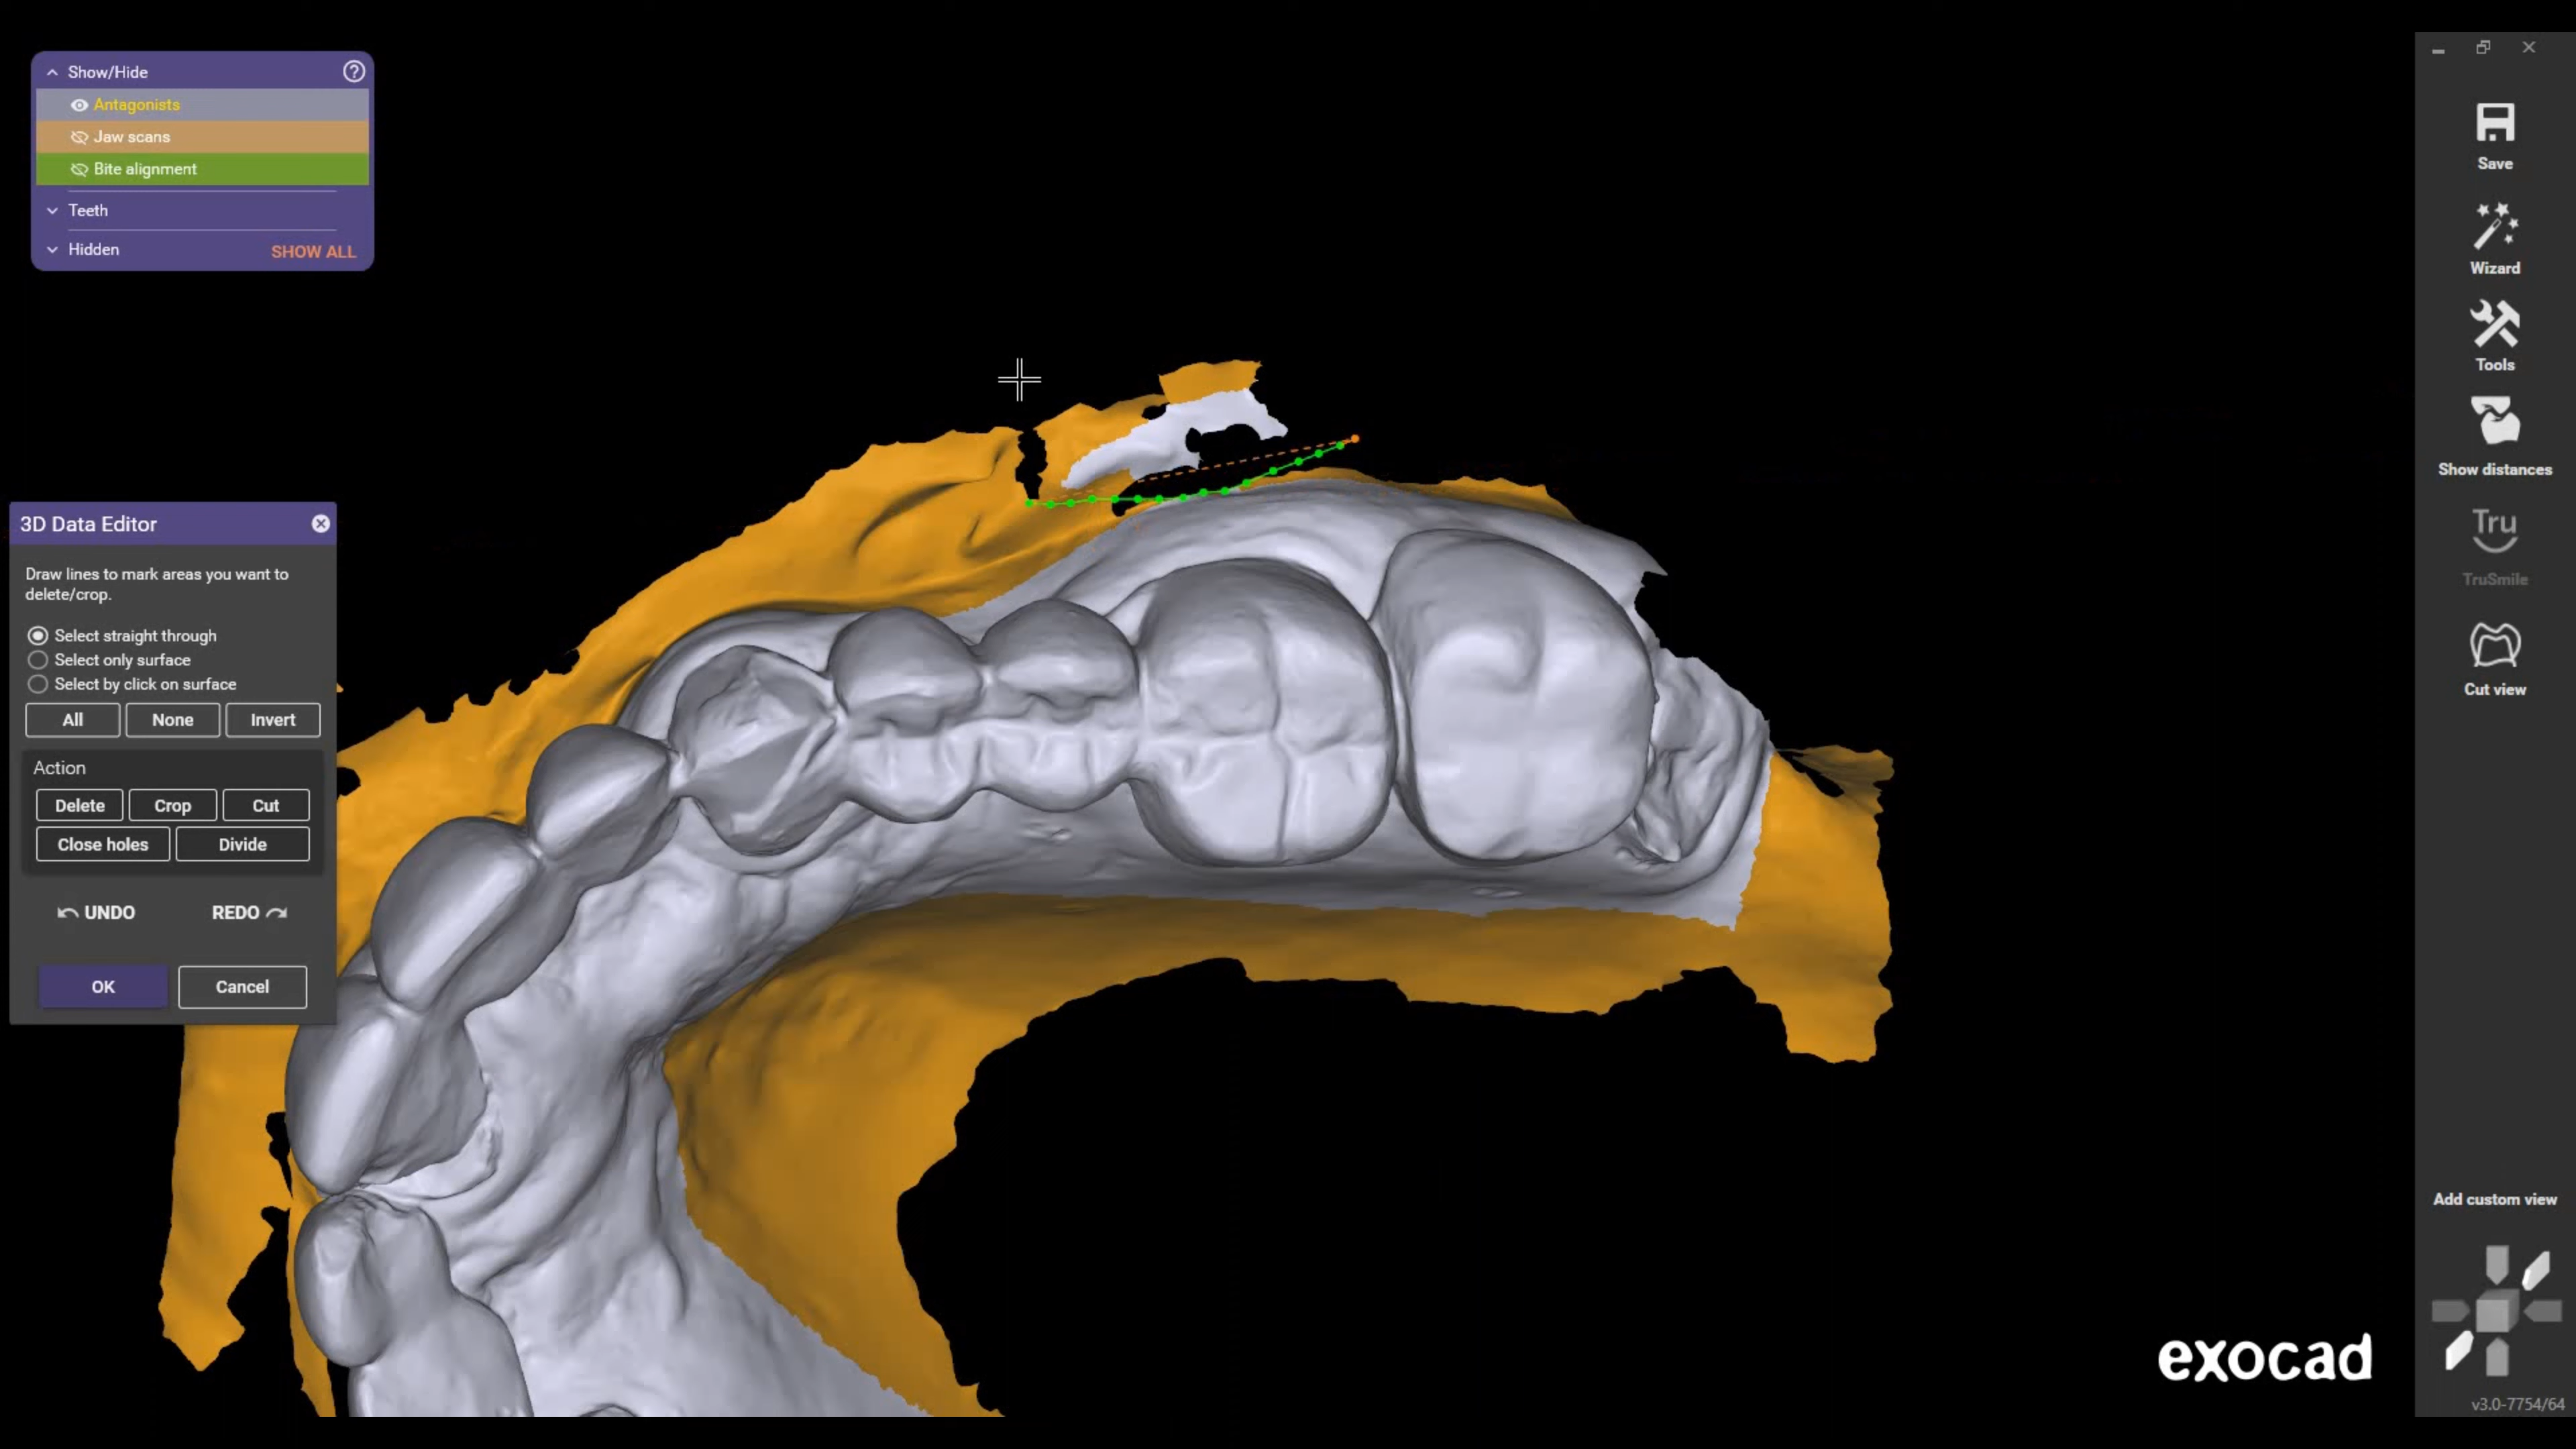 Show/Hide
Antagonists
Jaw scans
Bite alignment
Teeth
Hidden
SHOW ALL
3D Data Editor
Draw lines to mark areas you want to
delete/crop.
Select straight through
Select only surface
Select by click on surface
All
None
Invert
Action
Delete
Crop
Cut
Close holes
Divide
UNDO
REDO
OK
Cancel
Save
Wizard
Tools
Show distances
Tru
TruSmile
Cut view
Add custom view
exocad
v3.0-7754/64